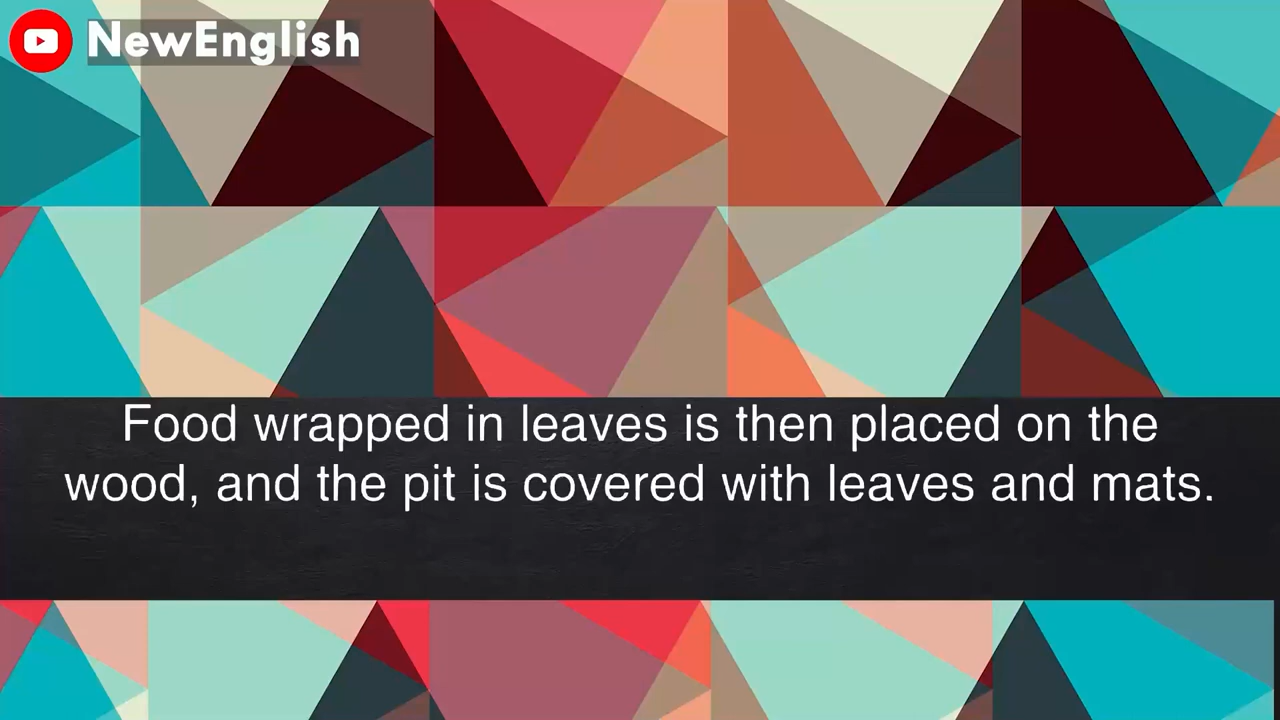 NewEnglish
Food wrapped in leaves is then placed on the
wood, and the pit is covered with leaves and mats.